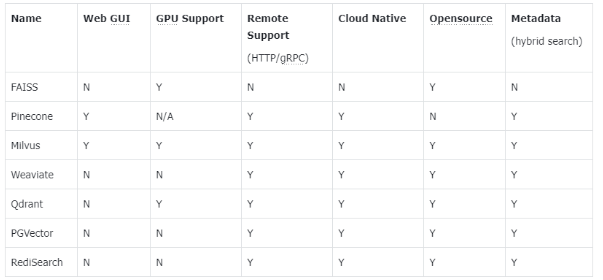 Name Web GUI GPU Support Remote Support (HTTP/gRPC) Cloud Native Opensource Metadata (hybrid search)
FAISS N Y N N Y N
Pinecone Y N/A Y Y N Y
Milvus Y Y Y Y Y Y
Weaviate N N Y Y Y Y
Qdrant N Y Y Y Y Y
PGVector N N Y Y Y Y
RediSearch N N Y Y Y Y